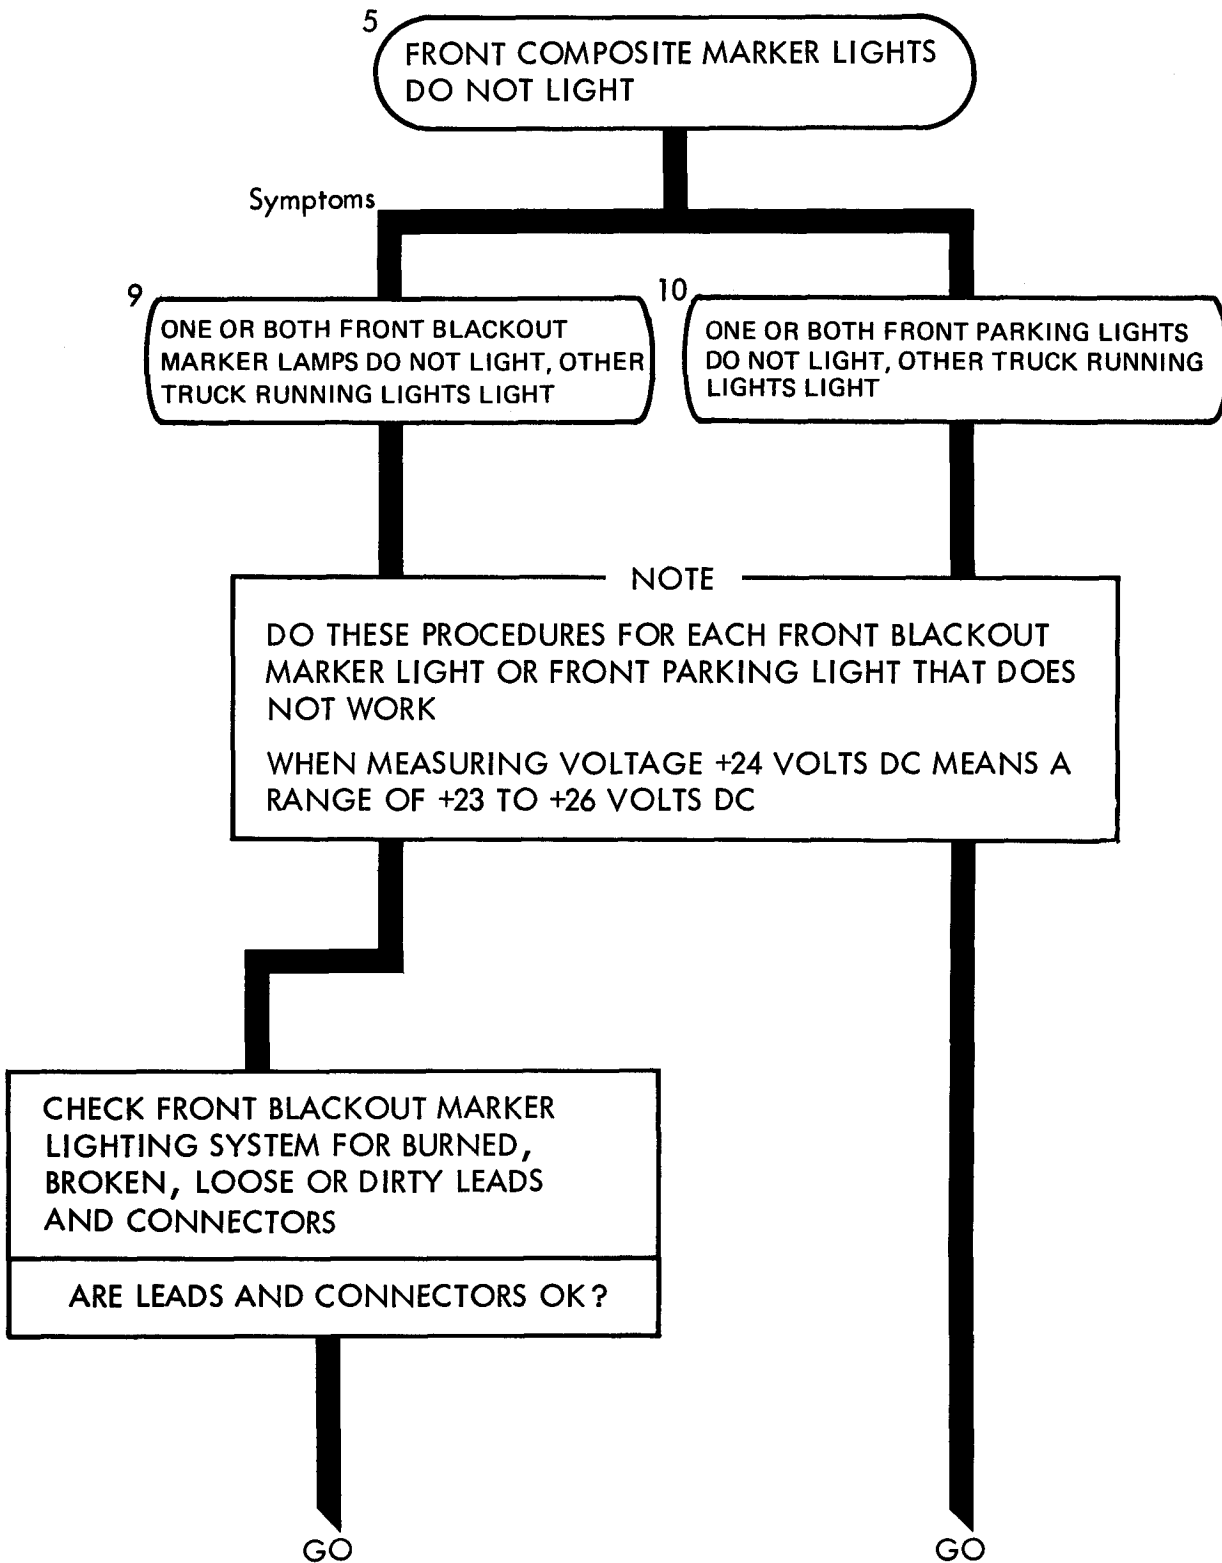 5
FRONT COMPOSITE MARKER LIGHTS
DO NOT LIGHT
Symptoms
9
ONE OR BOTH FRONT BLACKOUT
MARKER LAMPS DO NOT LIGHT, OTHER
TRUCK RUNNING LIGHTS LIGHT
10
ONE OR BOTH FRONT PARKING LIGHTS
DO NOT LIGHT, OTHER TRUCK RUNNING
LIGHTS LIGHT
NOTE
DO THESE PROCEDURES FOR EACH FRONT BLACKOUT
MARKER LIGHT OR FRONT PARKING LIGHT THAT DOES
NOT WORK
WHEN MEASURING VOLTAGE +24 VOLTS DC MEANS A
RANGE OF +23 TO +26 VOLTS DC
CHECK FRONT BLACKOUT MARKER
LIGHTING SYSTEM FOR BURNED,
BROKEN, LOOSE OR DIRTY LEADS
AND CONNECTORS
ARE LEADS AND CONNECTORS OK?
GO
GO